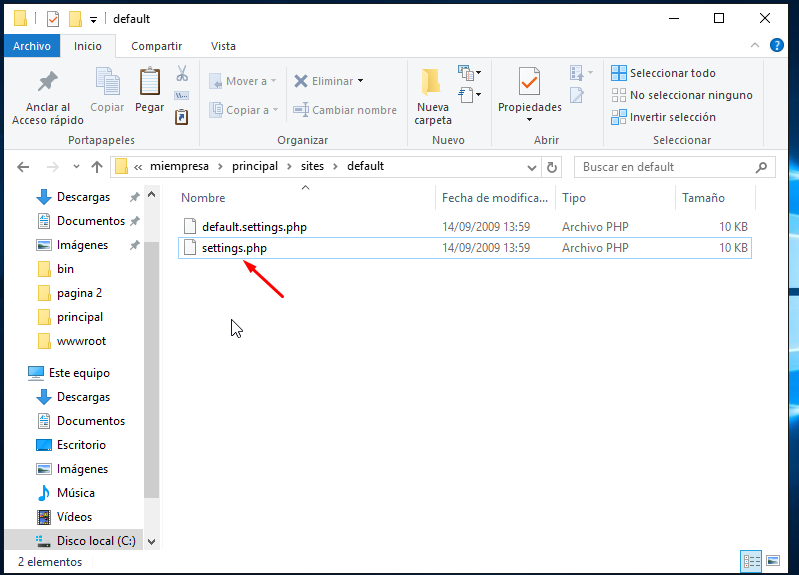 default
Archivo Inicio Compartir Vista
Anclar al
Acceso rápido
Copiar
Pegar
Portapapeles
Mover a
Copiar a
Eliminar
Cambiar nombre
Organizar
Nueva
carpeta
Nuevo
Propiedades
Abrir
Seleccionar todo
No seleccionar ninguno
Invertir selección
Seleccionar
« miempresa > principal > sites > default
Buscar en default
Nombre Fecha de modifica... Tipo Tamaño
default.settings.php 14/09/2009 13:59 Archivo PHP 10 KB
settings.php 14/09/2009 13:59 Archivo PHP 10 KB
Descargas
Documentos
Imágenes
bin
pagina 2
principal
wwwroot
Este equipo
Descargas
Documentos
Escritorio
Imágenes
Música
Vídeos
Disco local (C:)
2 elementos